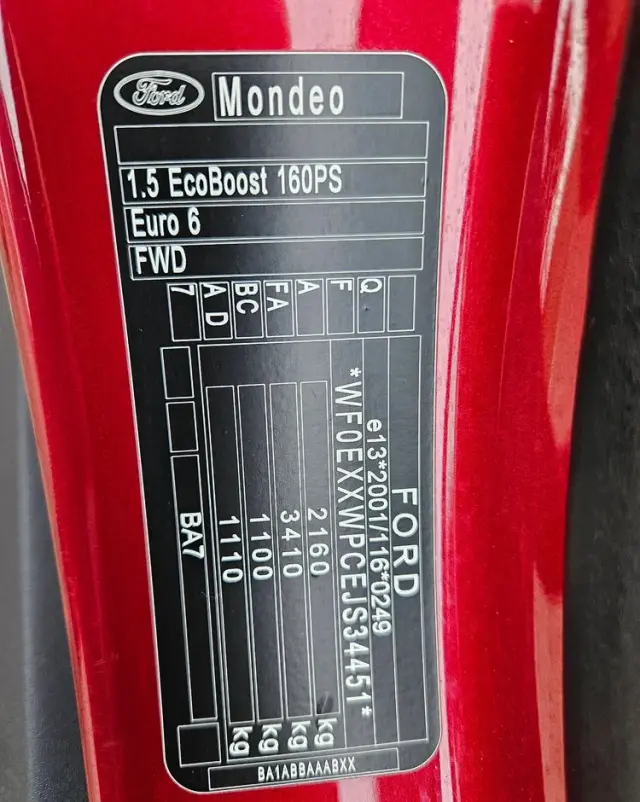 Ford
Mondeo
1.5 EcoBoost 160PS
Euro 6
FWD
Q
F
A
FA
BC
A D
7
FORD
e13*2001/116*0249
*WF0EXXWPCEJS34451*
2160 kg
3410 kg
1100 kg
1110 kg
BA7
BA1ABBAAABXX